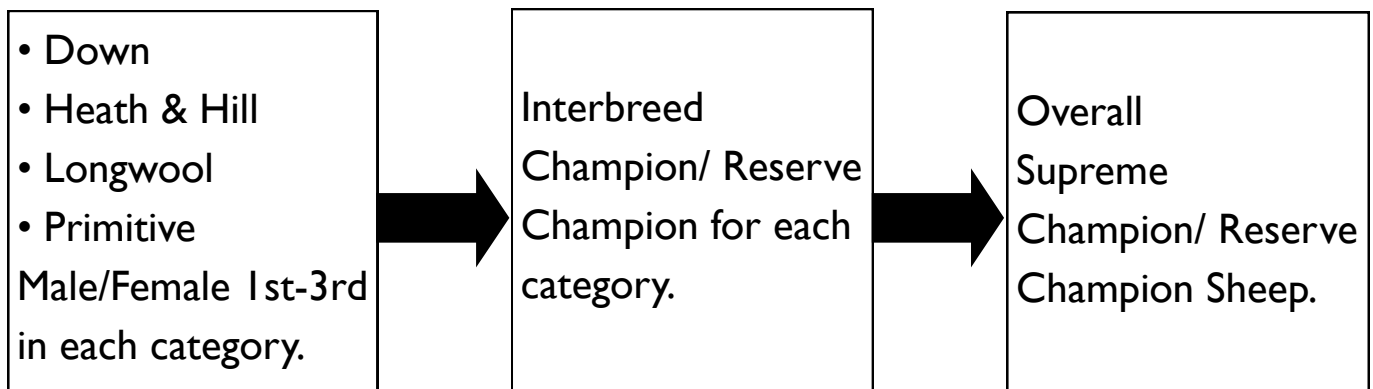 • Down
• Heath & Hill
• Longwool
• Primitive
Male/Female 1st-3rd
in each category.
Interbreed
Champion/ Reserve
Champion for each
category.
Overall
Supreme
Champion/ Reserve
Champion Sheep.